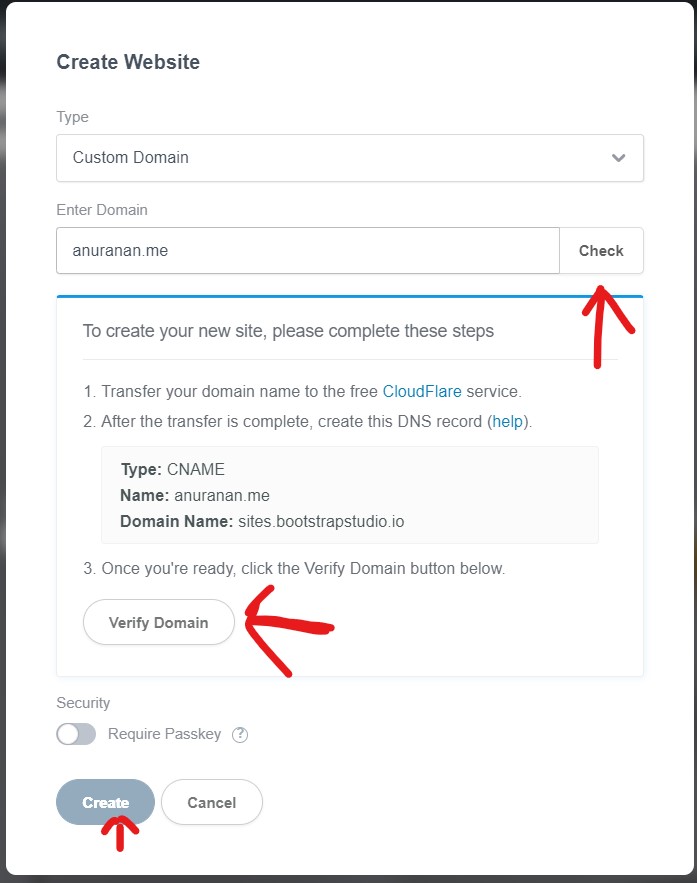 Create Website
Type
Custom Domain
Enter Domain
anuranan.me
Check
To create your new site, please complete these steps
1. Transfer your domain name to the free CloudFlare service.
2. After the transfer is complete, create this DNS record (help).
Type: CNAME
Name: anuranan.me
Domain Name: sites.bootstrapstudio.io
3. Once you're ready, click the Verify Domain button below.
Verify Domain
Security
Require Passkey ?
Create
Cancel